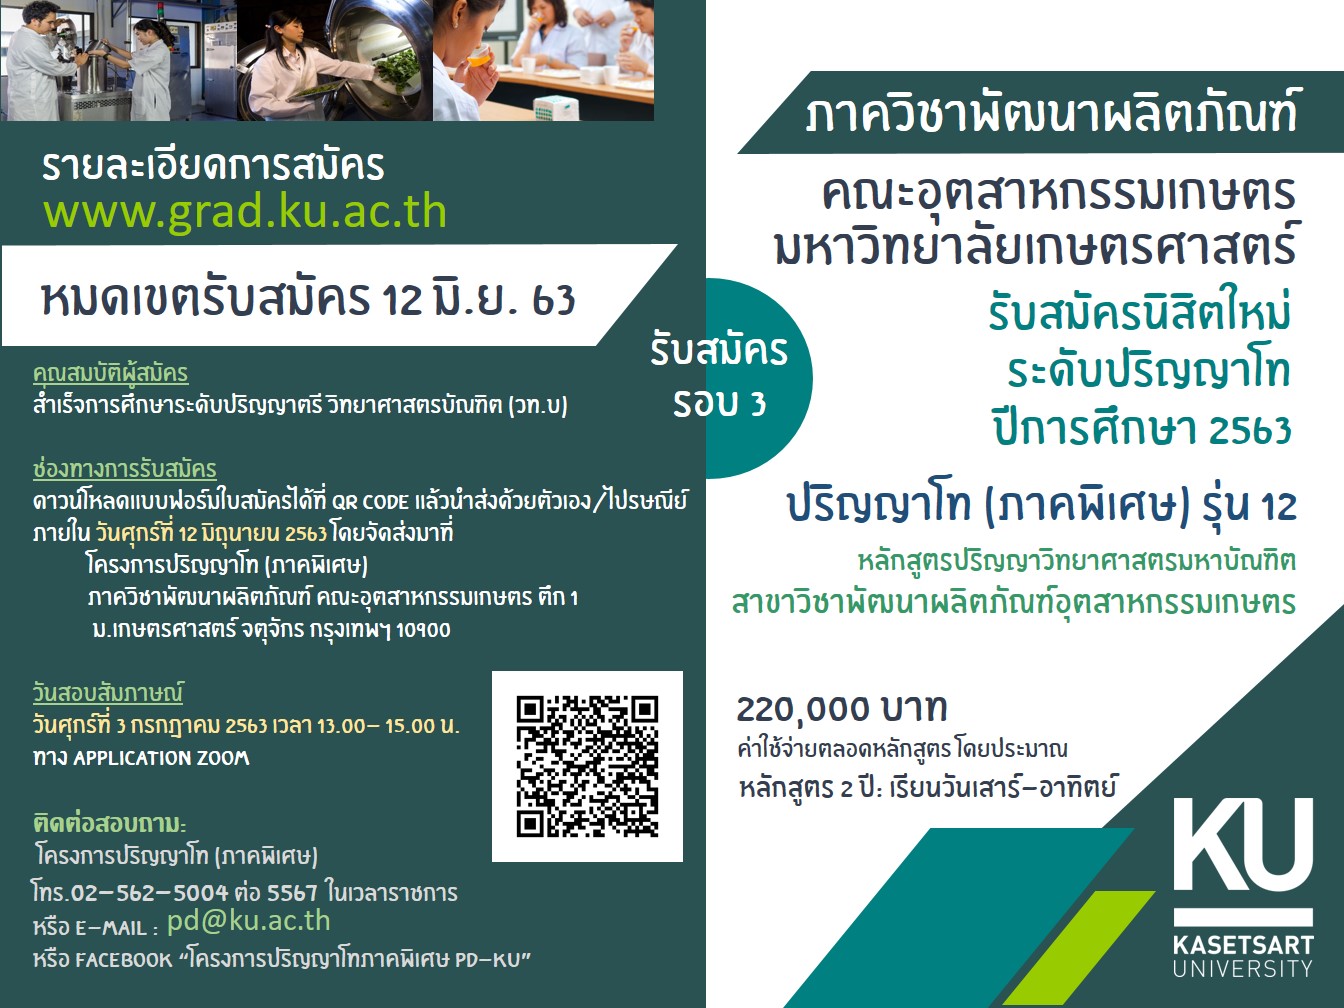 รายละเอียดการสมัคร
www.grad.ku.ac.th
หมดเขตรับสมัคร 12 มิ.ย. 63
คุณสมบัติผู้สมัคร
สำเร็จการศึกษาระดับปริญญาตรี วิทยาศาสตรบัณฑิต (วท.บ)
ช่องทางการรับสมัคร
ดาวน์โหลดแบบฟอร์มใบสมัครได้ที่ QR CODE แล้วนำส่งด้วยตัวเอง/ไปรษณีย์
ภายใน วันศุกร์ที่ 12 มิถุนายน 2563 โดยจัดส่งมาที่
โครงการปริญญาโท (ภาคพิเศษ)
ภาควิชาพัฒนาผลิตภัณฑ์ คณะอุตสาหกรรมเกษตร ตึก 1
ม.เกษตรศาสตร์ จตุจักร กรุงเทพฯ 10900
วันสอบสัมภาษณ์
วันศุกร์ที่ 3 กรกฎาคม 2563 เวลา 13.00– 15.00 น.
ทาง APPLICATION ZOOM
ติดต่อสอบถาม:
โครงการปริญญาโท (ภาคพิเศษ)
โทร.02–562–5004 ต่อ 5567 ในเวลาราชการ
หรือ E–MAIL : pd@ku.ac.th
หรือ FACEBOOK “โครงการปริญญาโทภาคพิเศษ PD–KU”
รับสมัคร
รอบ 3
ภาควิชาพัฒนาผลิตภัณฑ์
คณะอุตสาหกรรมเกษตร
มหาวิทยาลัยเกษตรศาสตร์
รับสมัครนิสิตใหม่
ระดับปริญญาโท
ปีการศึกษา 2563
ปริญญาโท (ภาคพิเศษ) รุ่น 12
หลักสูตรปริญญาวิทยาศาสตรมหาบัณฑิต
สาขาวิชาพัฒนาผลิตภัณฑ์อุตสาหกรรมเกษตร
220,000 บาท
ค่าใช้จ่ายตลอดหลักสูตร โดยประมาณ
หลักสูตร 2 ปี: เรียนวันเสาร์–อาทิตย์
KU
KASETSART
UNIVERSITY